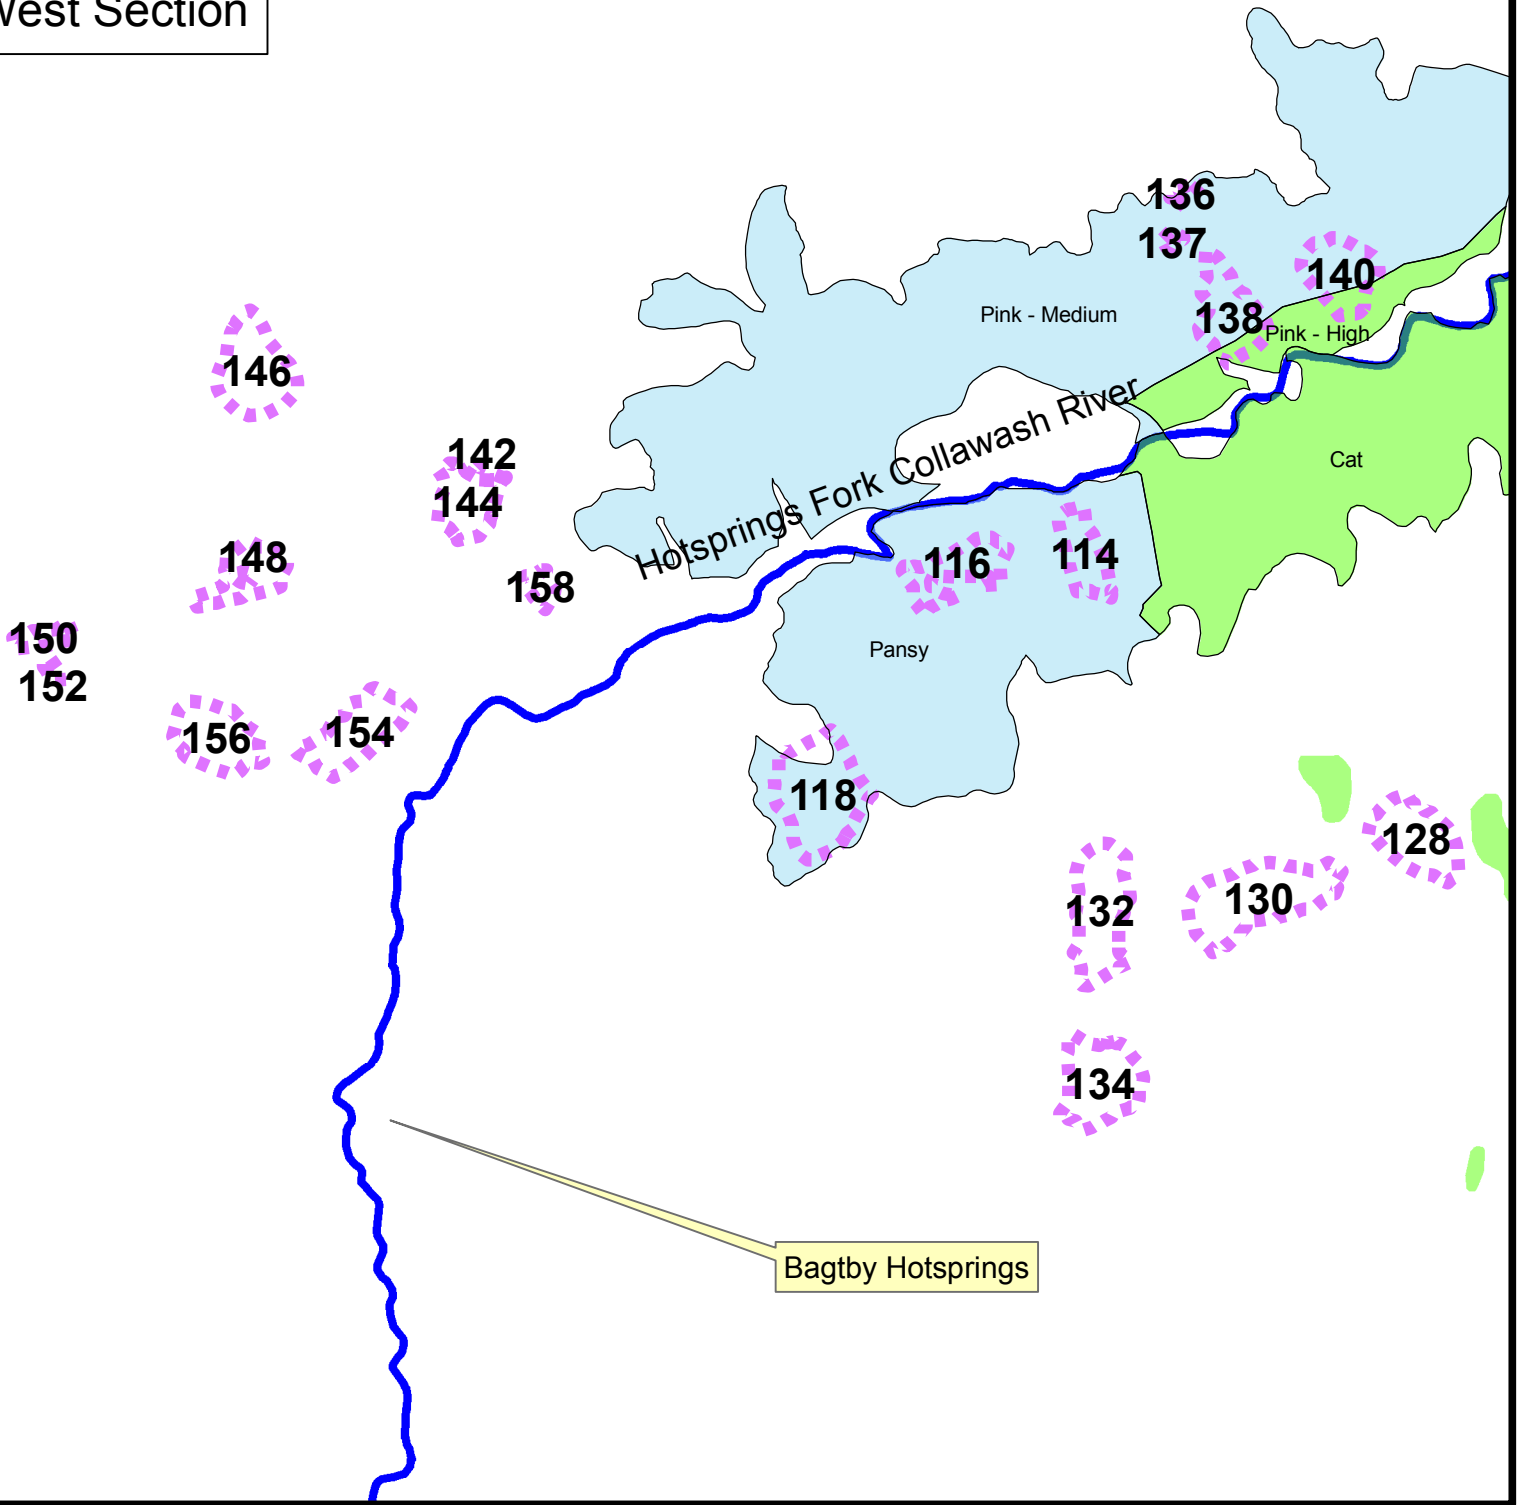 West Section
136
137
140
Pink - Medium
138
Pink - High
146
Hotsprings Fork Collawash River
142
Cat
144
148
114
116
158
150
Pansy
152
156
154
118
128
130
132
134
Bagtby Hotsprings